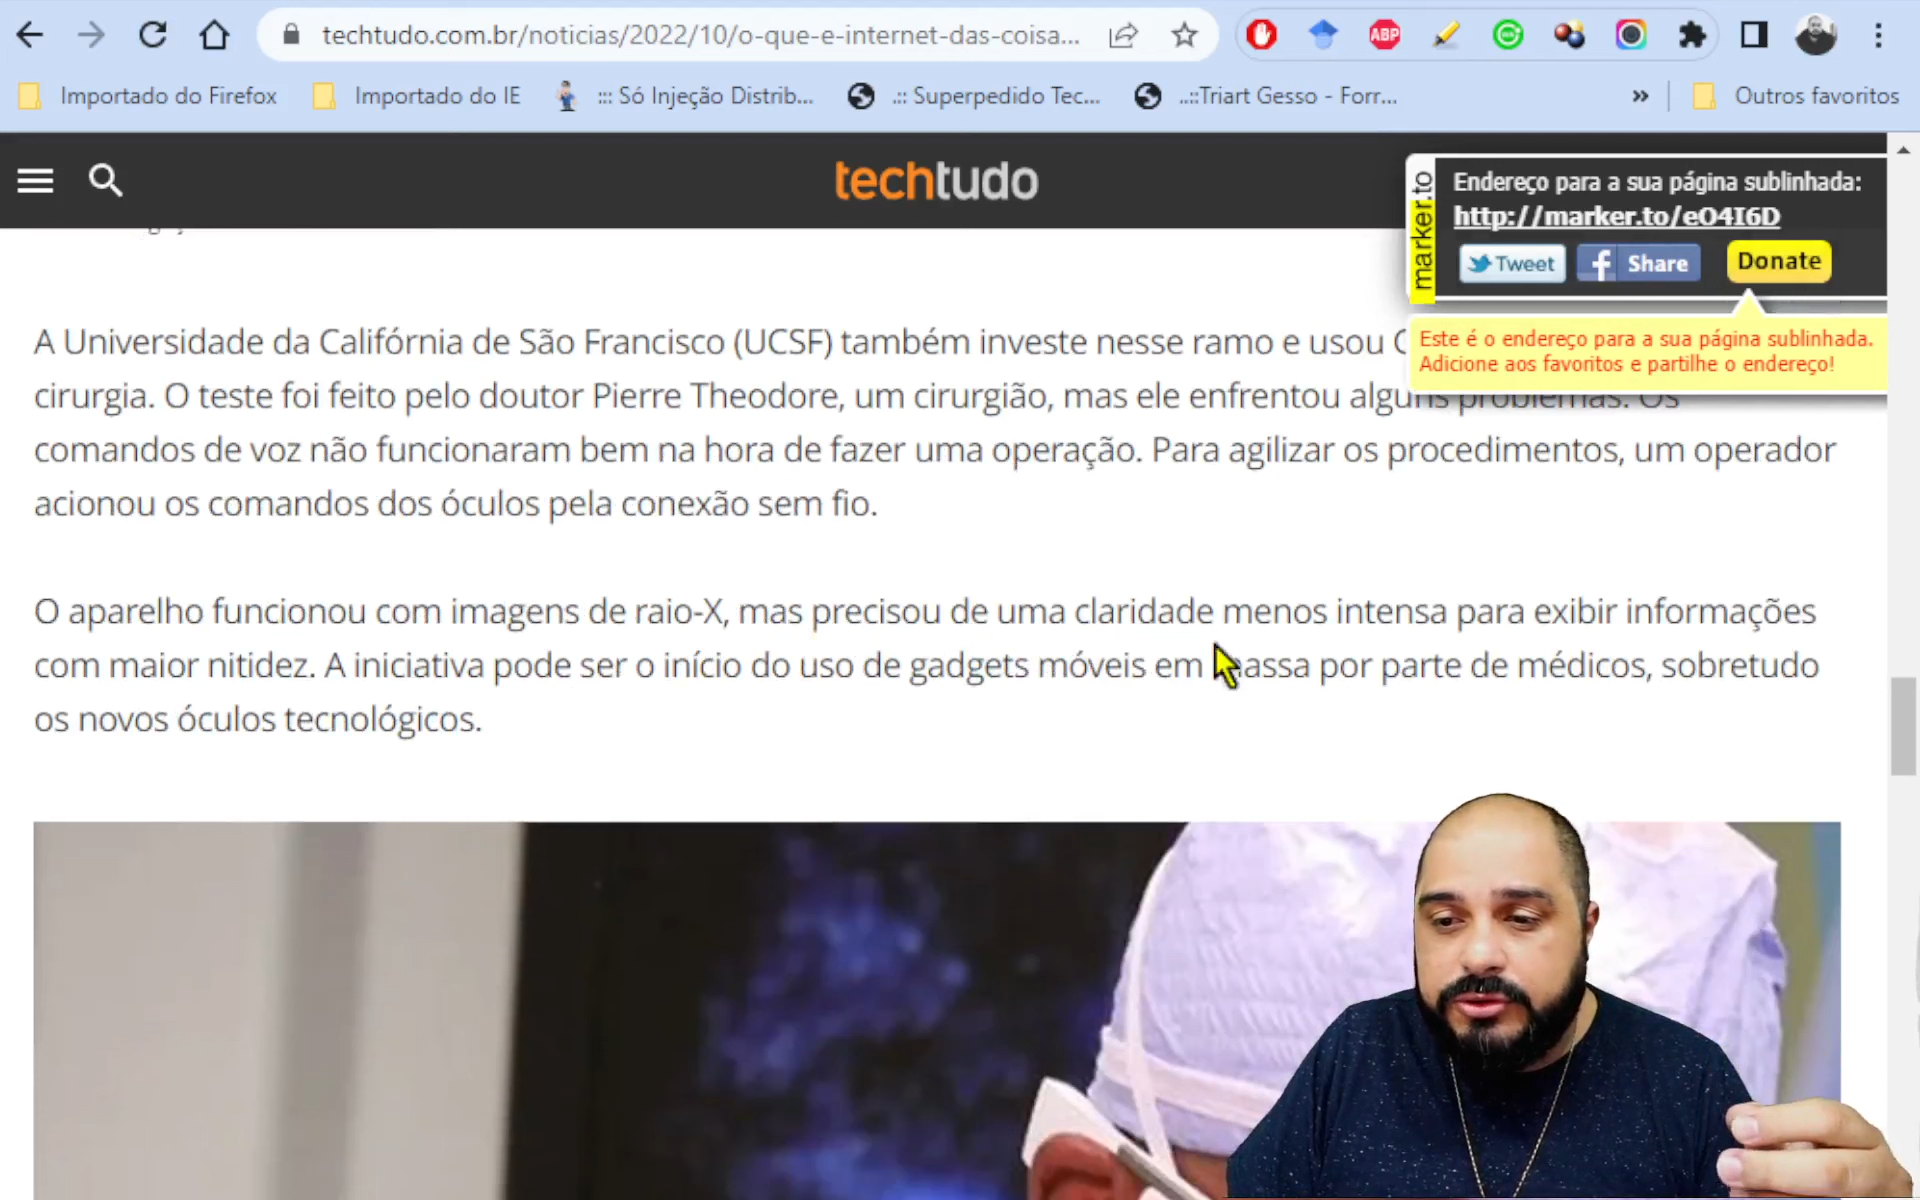 techtudo.com.br/noticias/2022/10/o-que-e-internet-das-coisa...
ABP
Importado do Firefox
Importado do IE
::: Só Injeção Distrib...
.:: Superpedido Tec...
..::Triart Gesso - Forr...
»
Outros favoritos
techtudo
marker.to
Endereço para a sua página sublinhada:
http://marker.to/eO4I6D
Tweet
f Share
Donate
Este é o endereço para a sua página sublinhada.
Adicione aos favoritos e partilhe o endereço!
A Universidade da Califórnia de São Francisco (UCSF) também investe nesse ramo e usou
cirurgia. O teste foi feito pelo doutor Pierre Theodore, um cirurgião, mas ele enfrentou alguns problemas. Os
comandos de voz não funcionaram bem na hora de fazer uma operação. Para agilizar os procedimentos, um operador
acionou os comandos dos óculos pela conexão sem fio.
O aparelho funcionou com imagens de raio-X, mas precisou de uma claridade menos intensa para exibir informações
com maior nitidez. A iniciativa pode ser o início do uso de gadgets móveis em massa por parte de médicos, sobretudo
os novos óculos tecnológicos.